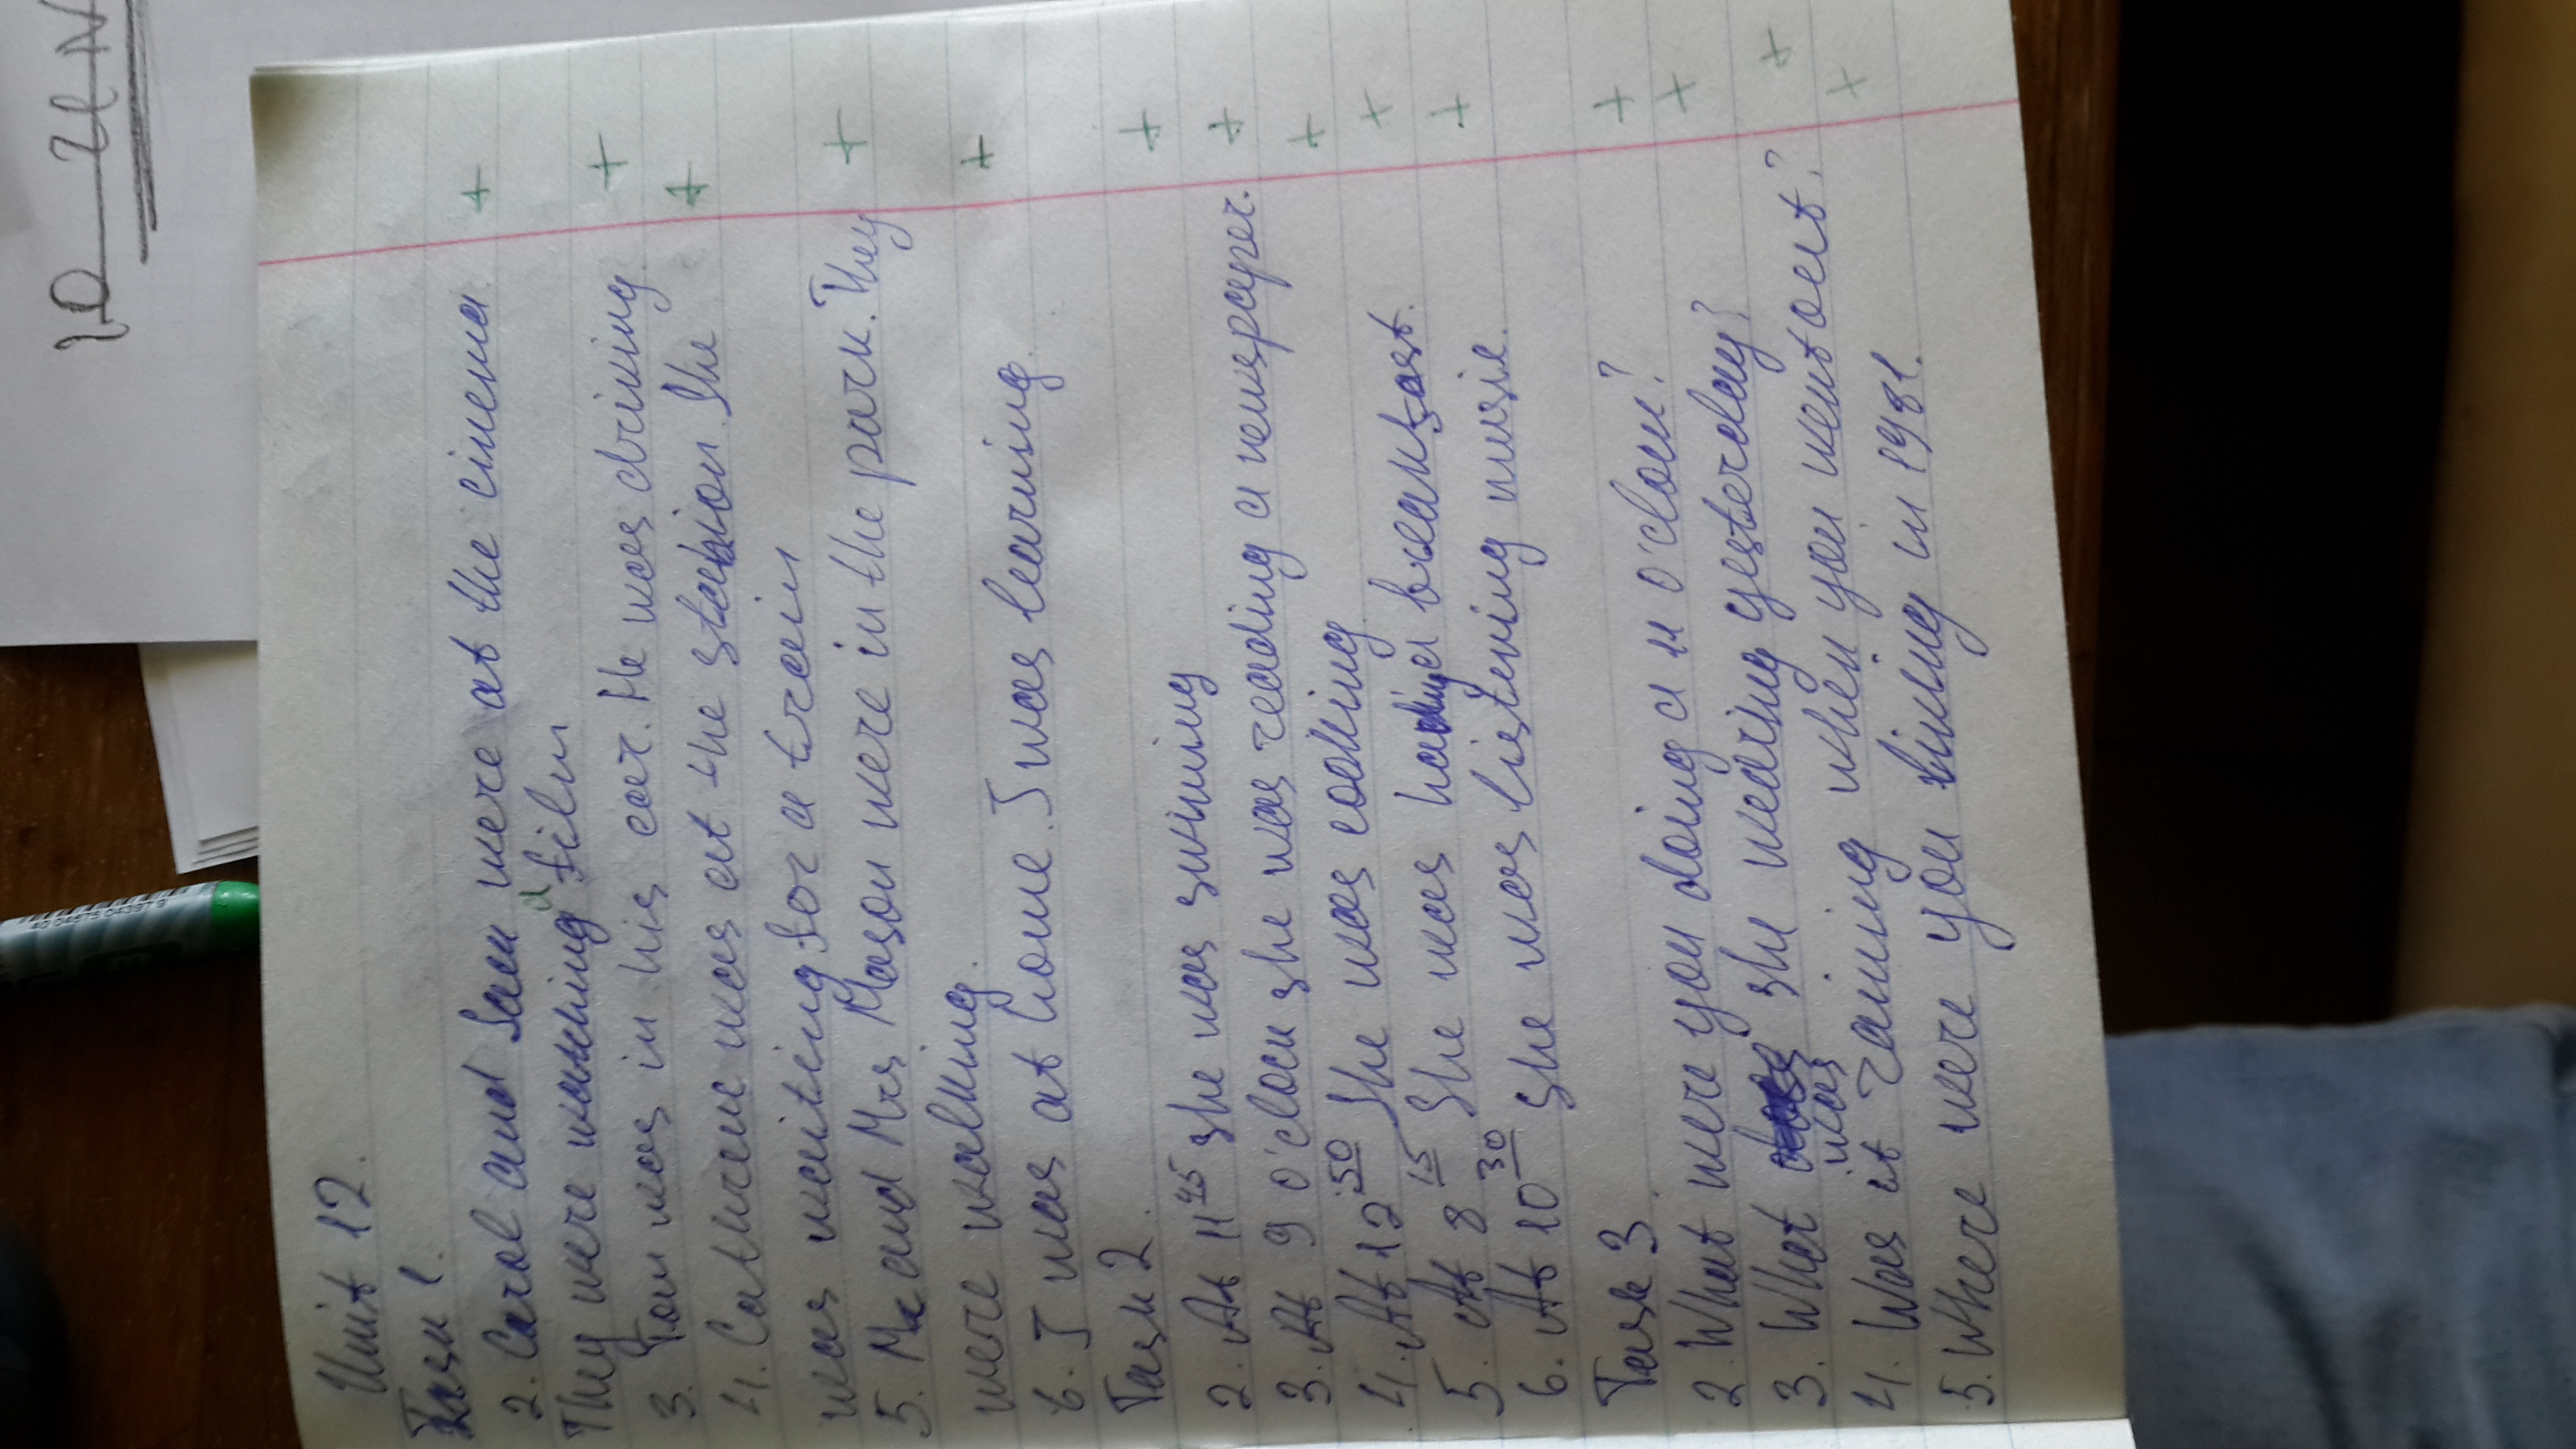 Unit 12.
Task 1.
2. Carol and Jack were at the cinema. +
They were watching a film
3. Tom was in his car. He was driving. +
4. Cathrene was at the station. She +
was waiting for a train
5. Mr and Mrs Mason were in the park. They +
were walking.
6. I was at home. I was learning. +
Task 2.
2. At 11 45 she was swiming +
3. At 9 o'clock she was reading a newspaper. +
4. At 12 50 she was cooking. +
5. At 8 15 she was having a breakfast. +
6. At 10 30 she was listening music. +
Task 3.
2. What were you doing a 11 o'clock? +
3. What was she wearing yesterday? +
4. Was it raining when you went out? +
5. Where were you living in 1981. +